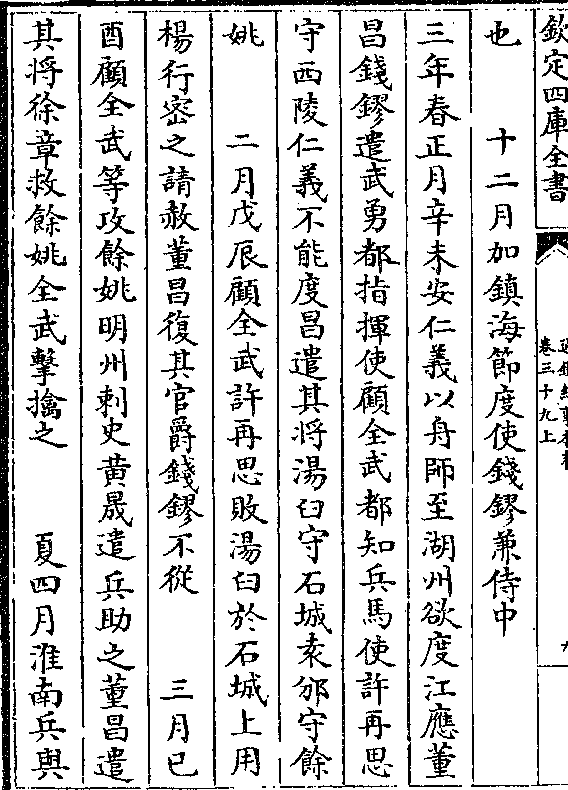 欽定四庫全書
卷三十九上
也　　十二月加鎮海節度使錢鏐兼侍中
三年春正月辛未安仁義以舟師至湖州欲度江應董
昌錢鏐遣武勇都指揮使顧全武都知兵馬使許再思
守西陵仁義不能度昌遣其將湯臼守石城袁邠守餘
姚　　二月戊辰顧全武許再思敗湯臼於石城上用
楊行密之請赦董昌復其官爵錢鏐不從　　三月已
酉顧全武等攻餘姚明州刺史黃晟遣兵助之董昌遣
其將徐章救餘姚全武擊擒之　　夏四月淮南兵與